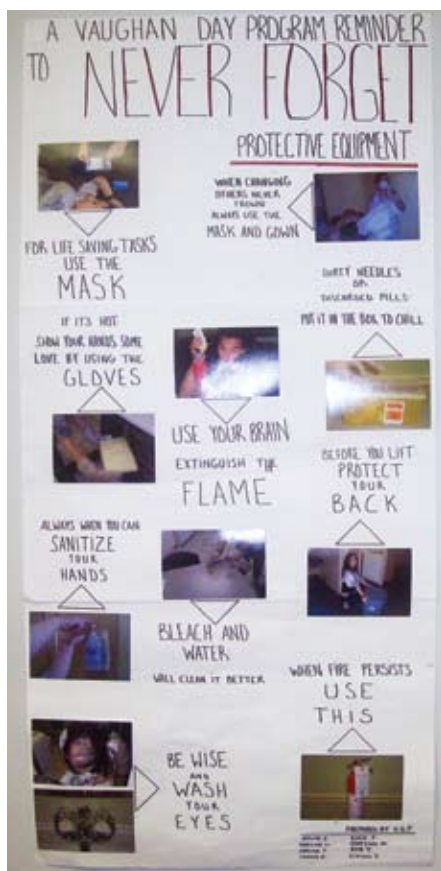 A VAUGHAN DAY PROGRAM REMINDER
TO NEVER FORGET
PROTECTIVE EQUIPMENT
FOR LIFE SAVING TASKS
USE THE
MASK
WHEN CHANGING
OTHERS NEVER
FROWN
ALWAYS USE THE
MASK AND GOWN
IF IT'S HOT
SHOW YOUR HANDS SOME
LOVE BY USING THE
GLOVES
DIRTY NEEDLES
OR
DISCARDED PILLS
PUT IT IN THE BOX TO CHILL
USE YOUR BRAIN
EXTINGUISH THE
FLAME
BEFORE YOU LIFT
PROTECT
YOUR
BACK
ALWAYS WHEN YOU CAN
SANITIZE
YOUR
HANDS
BLEACH AND
WATER
WILL CLEAN IT BETTER
WHEN FIRE PERSISTS
USE
THIS
BE WISE
AND
WASH
YOUR
EYES
PREPARED BY